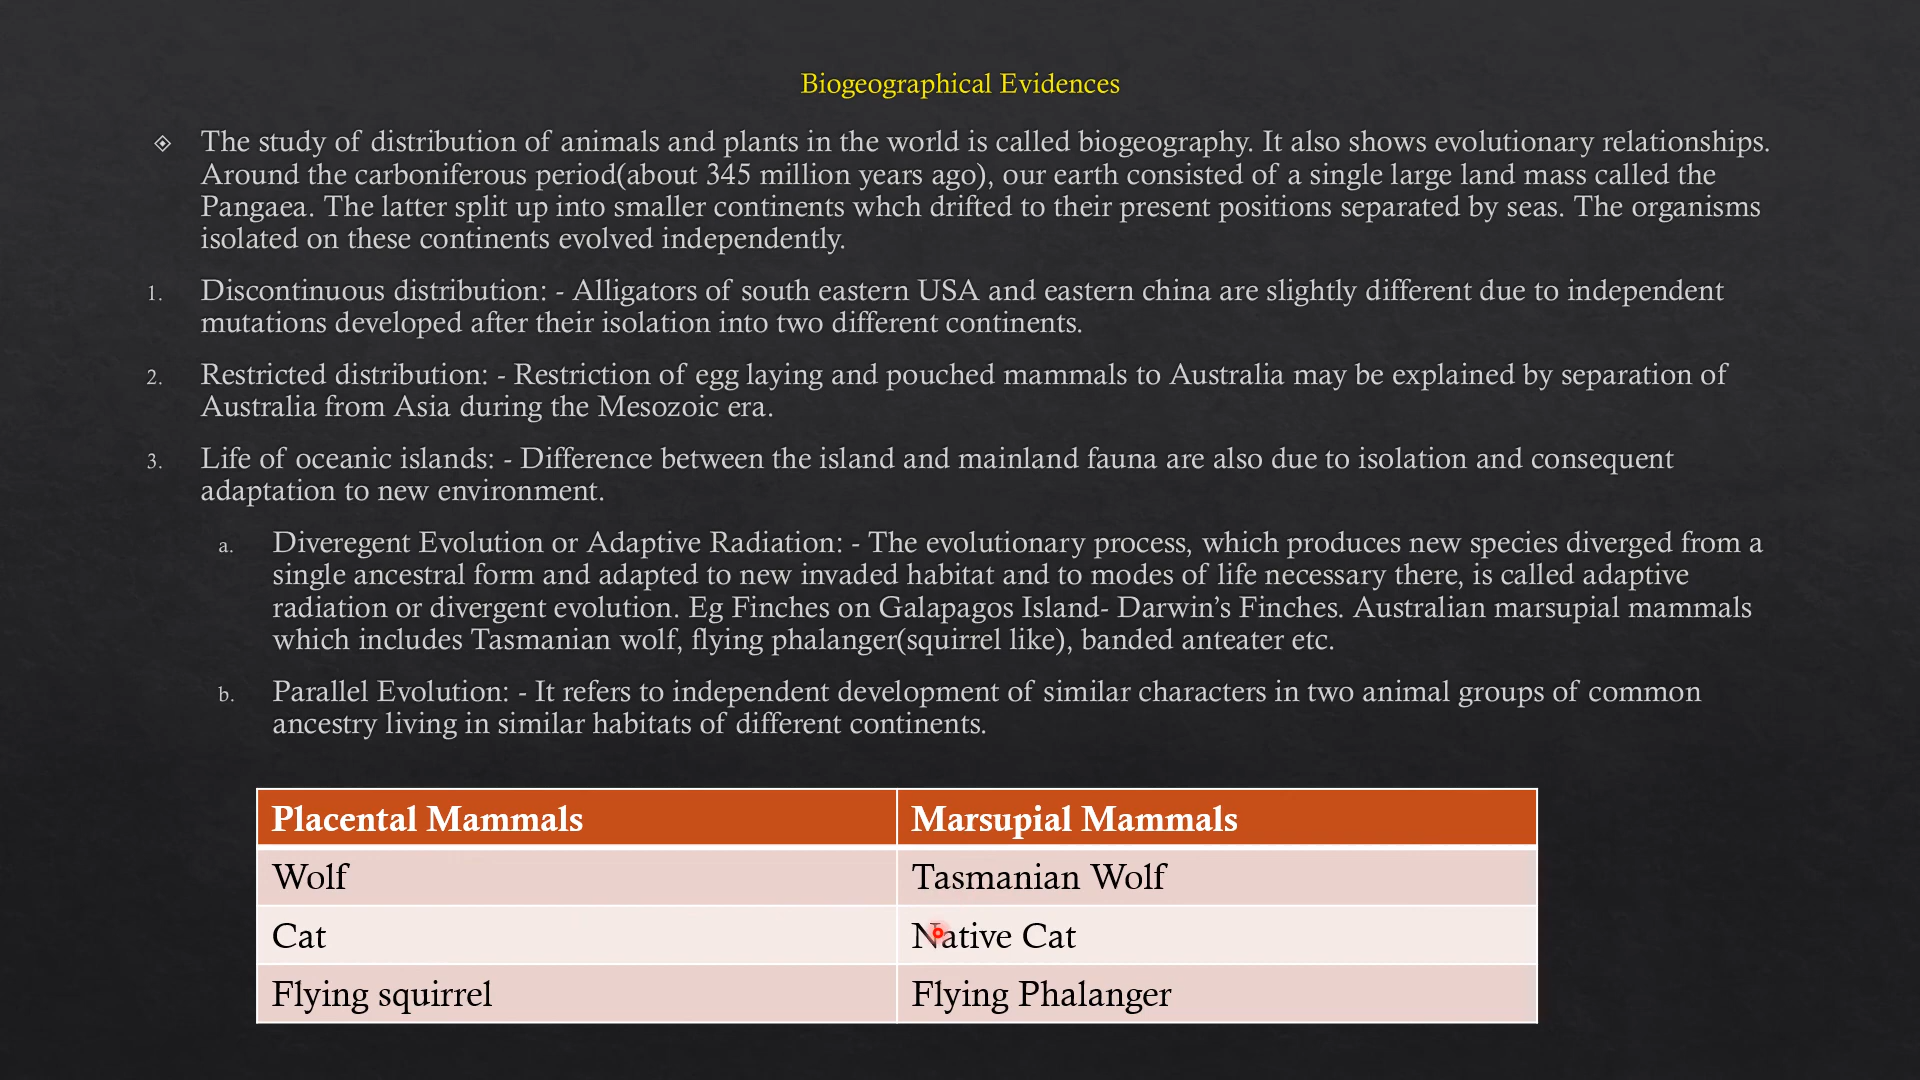 Biogeographical Evidences
The study of distribution of animals and plants in the world is called biogeography. It also shows evolutionary relationships.
Around the carboniferous period(about 345 million years ago), our earth consisted of a single large land mass called the
Pangaea. The latter split up into smaller continents whch drifted to their present positions separated by seas. The organisms
isolated on these continents evolved independently.
1. Discontinuous distribution: - Alligators of south eastern USA and eastern china are slightly different due to independent
mutations developed after their isolation into two different continents.
2. Restricted distribution: - Restriction of egg laying and pouched mammals to Australia may be explained by separation of
Australia from Asia during the Mesozoic era.
3. Life of oceanic islands: - Difference between the island and mainland fauna are also due to isolation and consequent
adaptation to new environment.
a. Diveregent Evolution or Adaptive Radiation: - The evolutionary process, which produces new species diverged from a
single ancestral form and adapted to new invaded habitat and to modes of life necessary there, is called adaptive
radiation or divergent evolution. Eg Finches on Galapagos Island- Darwin’s Finches. Australian marsupial mammals
which includes Tasmanian wolf, flying phalanger(squirrel like), banded anteater etc.
b. Parallel Evolution: - It refers to independent development of similar characters in two animal groups of common
ancestry living in similar habitats of different continents.
Placental Mammals Marsupial Mammals
Wolf Tasmanian Wolf
Cat Native Cat
Flying squirrel Flying Phalanger